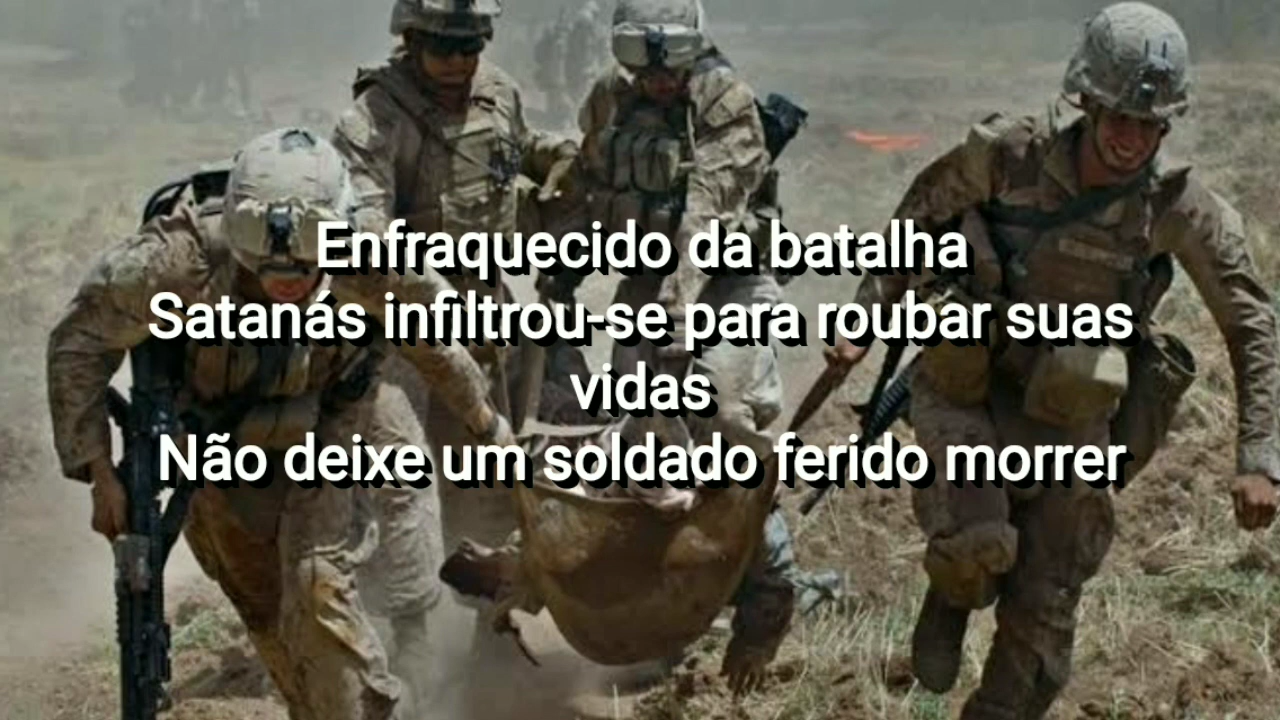 Enfraquecido da batalha
Satanás infiltrou-se para roubar suas
vidas
Não deixe um soldado ferido morrer